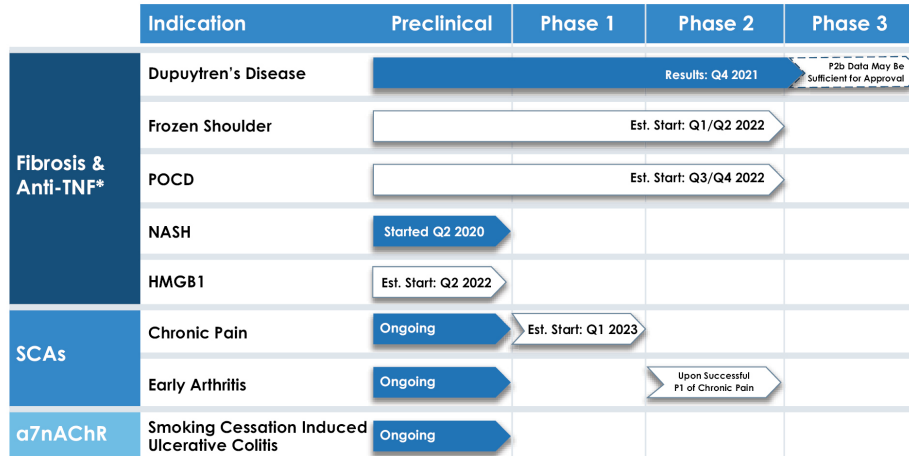 Indication Preclinical Phase 1 Phase 2 Phase 3
Fibrosis &
Anti-TNF*
Dupuytren's Disease
Results: Q4 2021
P2b Data May Be
Sufficient for Approval
Frozen Shoulder
Est. Start: Q1/Q2 2022
POCD
Est. Start: Q3/Q4 2022
NASH
Started Q2 2020
HMGB1
Est. Start: Q2 2022
SCAs
Chronic Pain
Ongoing
Est. Start: Q1 2023
Early Arthritis
Ongoing
Upon Successful
P1 of Chronic Pain
a7nAChR
Smoking Cessation Induced
Ulcerative Colitis
Ongoing